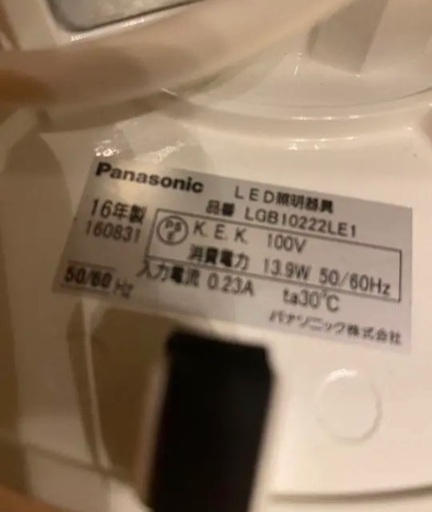 Panasonic LED照明器具
品番 LGB10222LE1
16年製 PS E K.E.K. 100V
160831 消費電力 13.9W 50/60Hz
50/60 Hz 入力電流 0.23A ta30℃
パナソニック株式会社